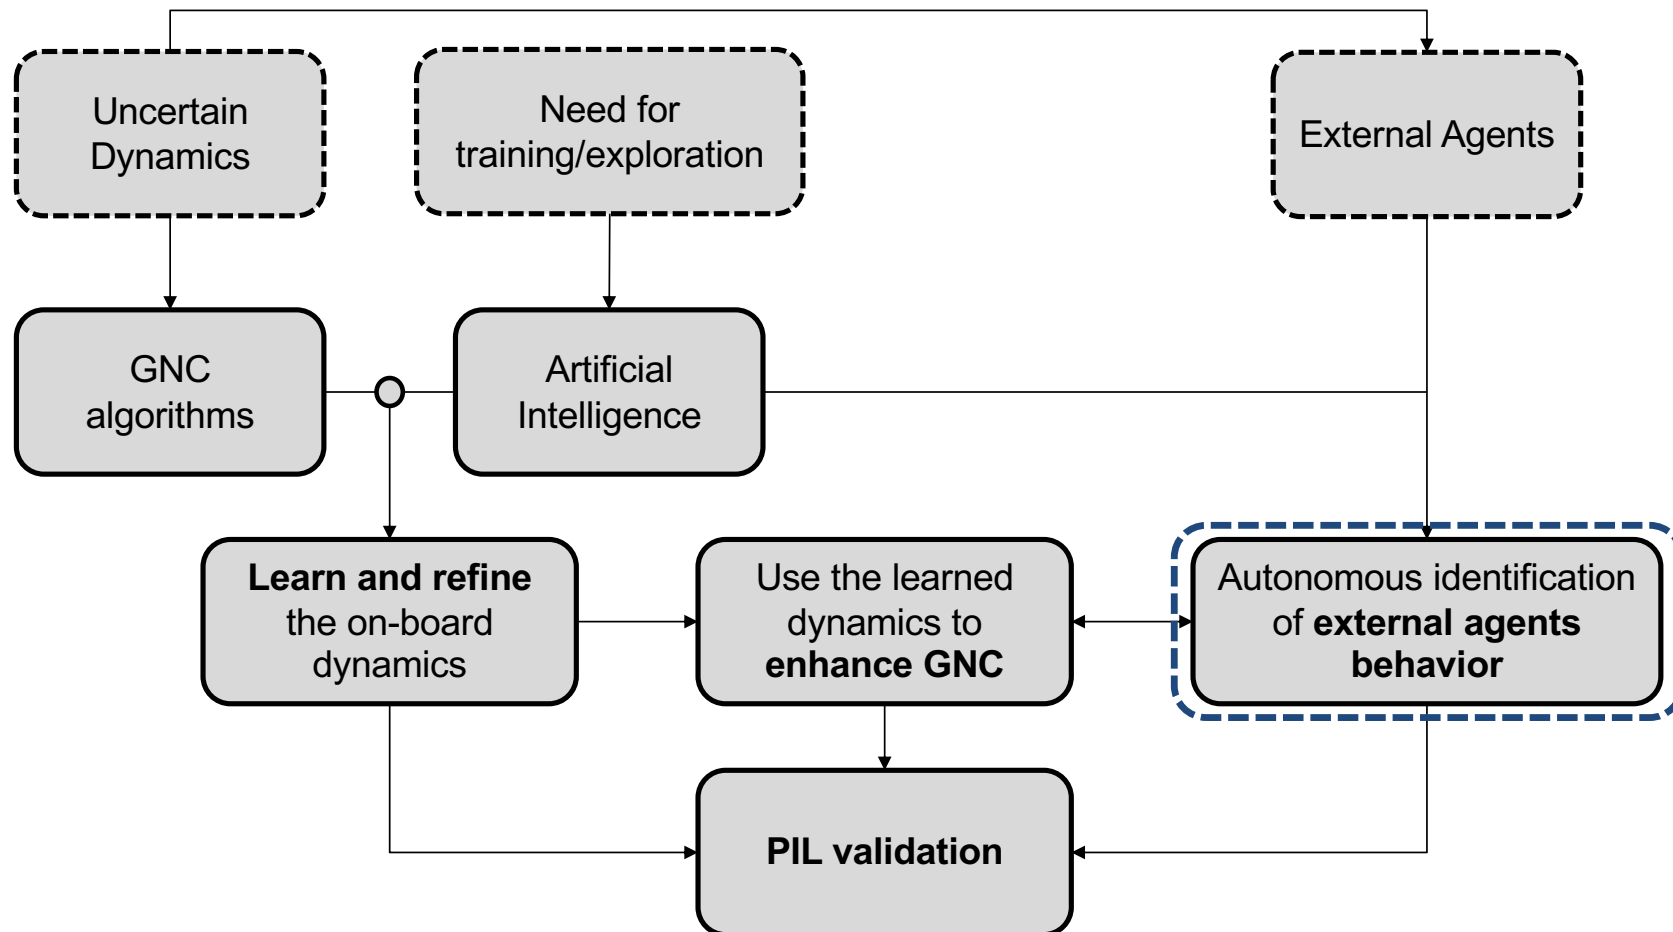 Uncertain
Dynamics
Need for
training/exploration
External Agents
GNC
algorithms
Artificial
Intelligence
Learn and refine
the on-board
dynamics
Use the learned
dynamics to
enhance GNC
Autonomous identification
of external agents
behavior
PIL validation